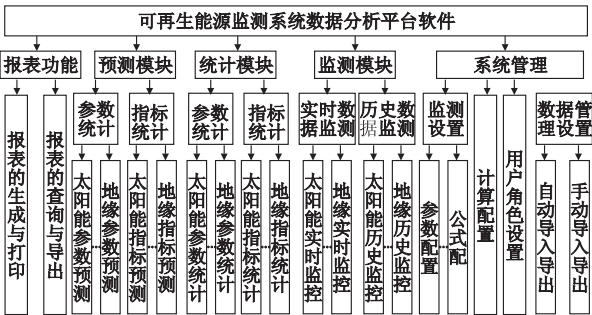 可再生能源监测系统数据分析平台软件
报表功能
预测模块
统计模块
监测模块
系统管理
参数
统计
指标
统计
参数
统计
指标
统计
实时数
据监测
历史数
据监测
监测
设置
数据管
理设置
报表的生成与打印
报表的查询与导出
太阳能参数预测
地缘参数预测
太阳能指标预测
地缘指标预测
太阳能参数统计
地缘参数统计
太阳能指标统计
地缘指标统计
太阳能实时监控
地缘实时监控
太阳能历史监控
地缘历史监控
参数配置
公式配
计算配置
用户角色设置
自动导入导出
手动导入导出